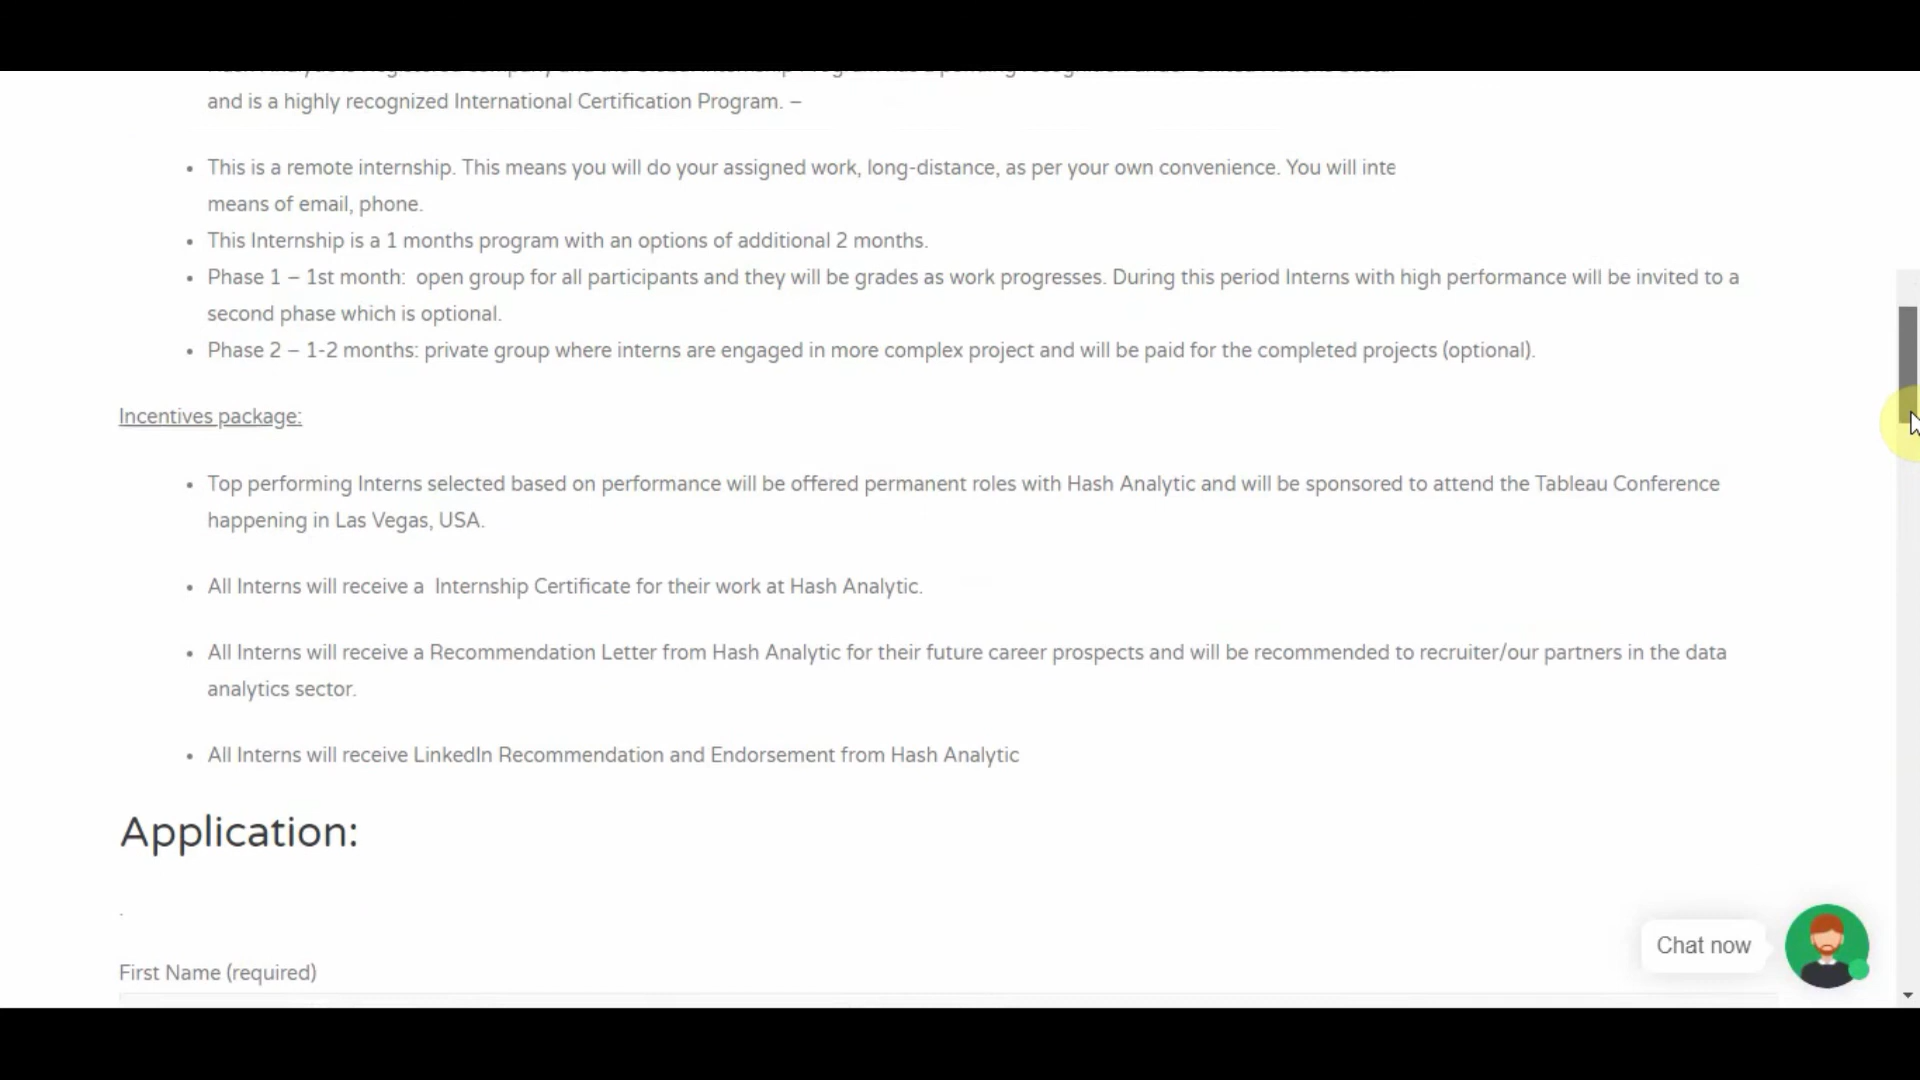 and is a highly recognized International Certification Program. –
This is a remote internship. This means you will do your assigned work, long-distance, as per your own convenience. You will inte
means of email, phone.
This Internship is a 1 months program with an options of additional 2 months.
Phase 1 – 1st month:  open group for all participants and they will be grades as work progresses. During this period Interns with high performance will be invited to a
second phase which is optional.
Phase 2 – 1-2 months: private group where interns are engaged in more complex project and will be paid for the completed projects (optional).
Incentives package:
Top performing Interns selected based on performance will be offered permanent roles with Hash Analytic and will be sponsored to attend the Tableau Conference
happening in Las Vegas, USA.
All Interns will receive a  Internship Certificate for their work at Hash Analytic.
All Interns will receive a Recommendation Letter from Hash Analytic for their future career prospects and will be recommended to recruiter/our partners in the data
analytics sector.
All Interns will receive LinkedIn Recommendation and Endorsement from Hash Analytic
Application:
.
First Name (required)
Chat now